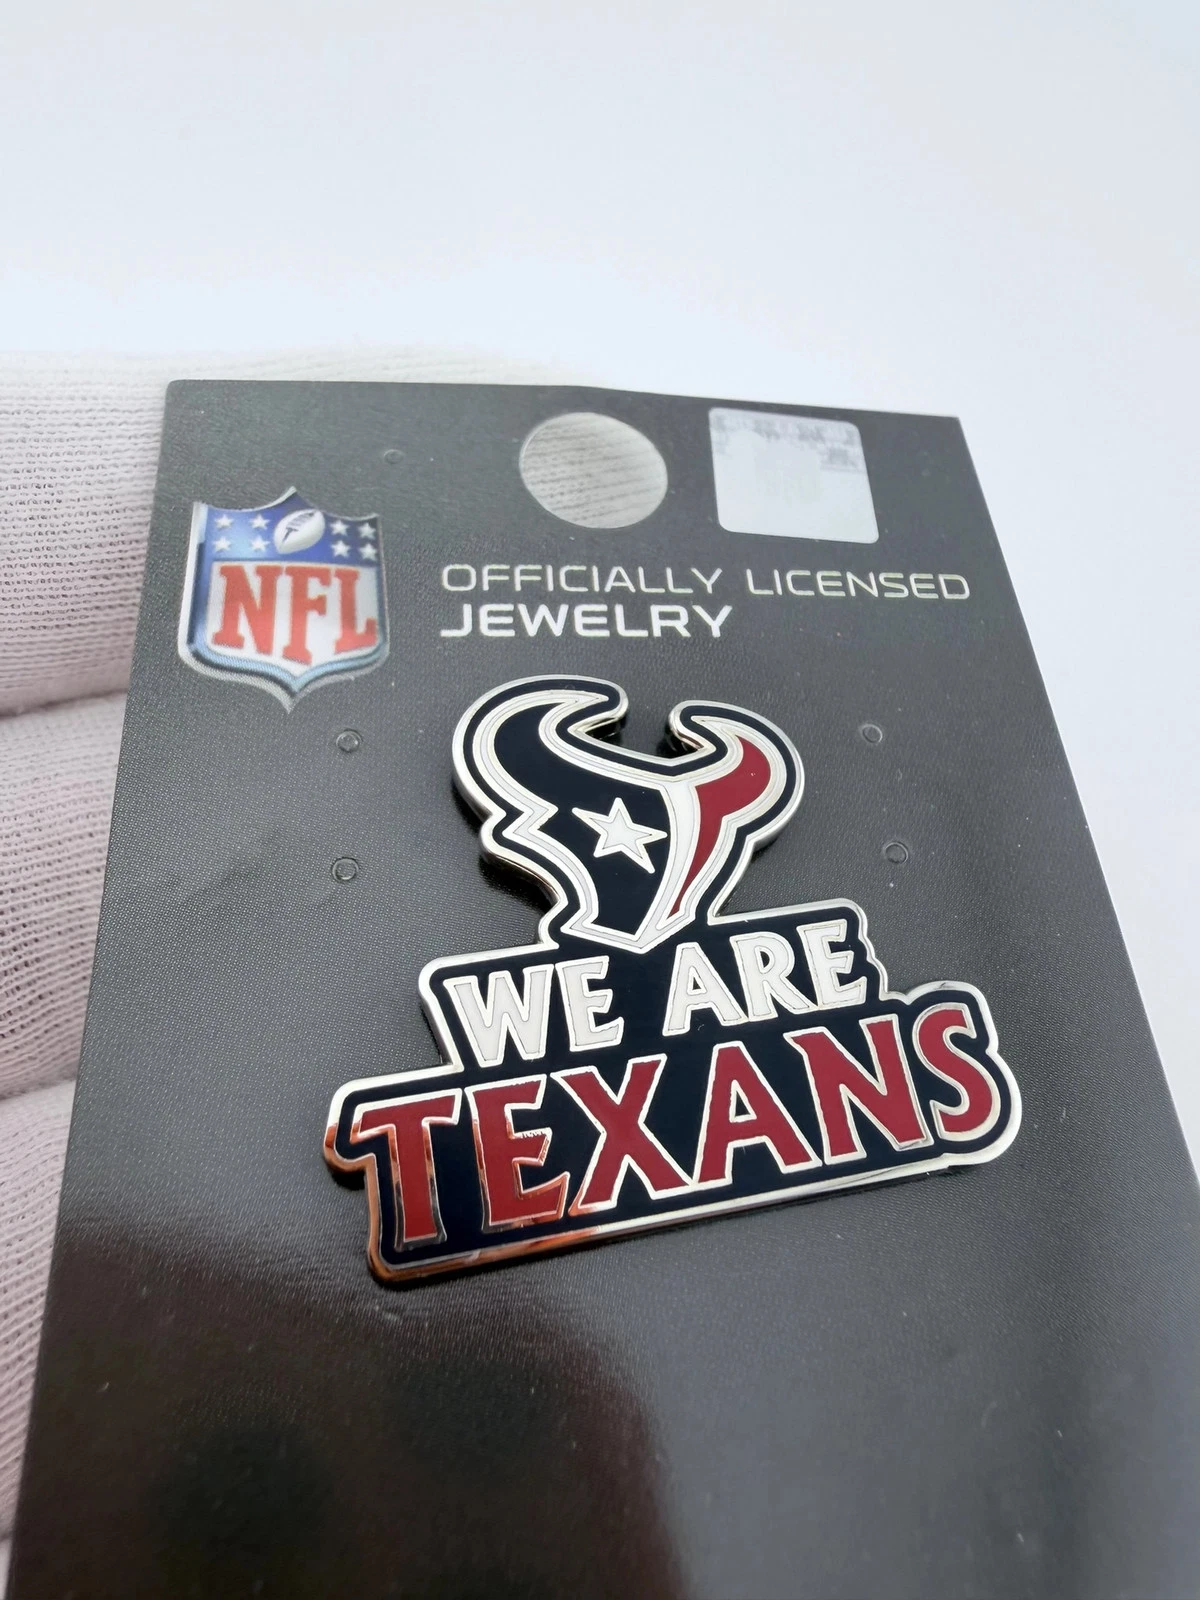 NFL
OFFICIALLY LICENSED
JEWELRY
WE ARE
TEXANS